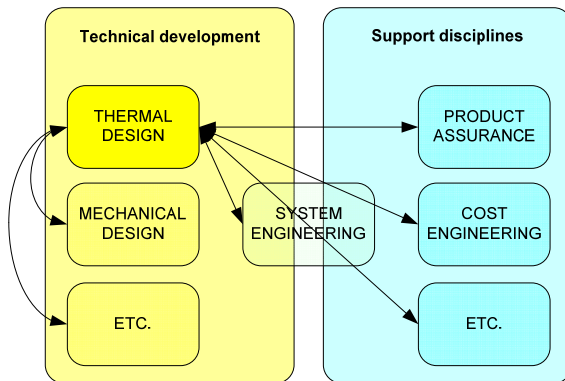 Technical development
Support disciplines
THERMAL
DESIGN
PRODUCT
ASSURANCE
MECHANICAL
DESIGN
SYSTEM
ENGINEERING
COST
ENGINEERING
ETC.
ETC.